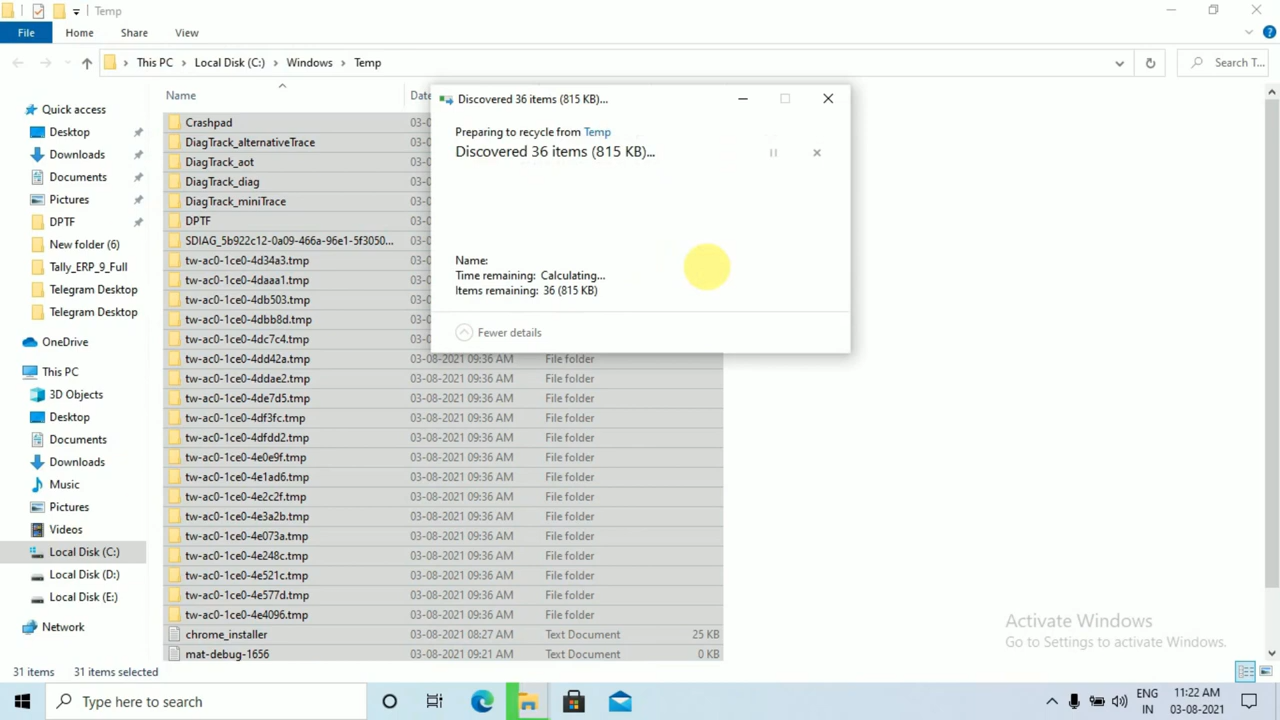 Temp
File Home Share View
This PC Local Disk (C:) Windows Temp
Search T...
Quick access
Desktop
Downloads
Documents
Pictures
DPTF
New folder (6)
Tally_ERP_9_Full
Telegram Desktop
Telegram Desktop
OneDrive
This PC
3D Objects
Desktop
Documents
Downloads
Music
Pictures
Videos
Local Disk (C:)
Local Disk (D:)
Local Disk (E:)
Network
Name
Crashpad
DiagTrack_alternativeTrace
DiagTrack_aot
DiagTrack_diag
DiagTrack_miniTrace
DPTF
SDIAG_5b922c12-0a09-466a-96e1-5f3050...
tw-ac0-1ce0-4d34a3.tmp
tw-ac0-1ce0-4daaa1.tmp
tw-ac0-1ce0-4db503.tmp
tw-ac0-1ce0-4dbb8d.tmp
tw-ac0-1ce0-4dc7c4.tmp
tw-ac0-1ce0-4dd42a.tmp 03-08-2021 09:36 AM File folder
tw-ac0-1ce0-4ddae2.tmp 03-08-2021 09:36 AM File folder
tw-ac0-1ce0-4de7d5.tmp 03-08-2021 09:36 AM File folder
tw-ac0-1ce0-4df3fc.tmp 03-08-2021 09:36 AM File folder
tw-ac0-1ce0-4dfdd2.tmp 03-08-2021 09:36 AM File folder
tw-ac0-1ce0-4e0e9f.tmp 03-08-2021 09:36 AM File folder
tw-ac0-1ce0-4e1ad6.tmp 03-08-2021 09:36 AM File folder
tw-ac0-1ce0-4e2c2f.tmp 03-08-2021 09:36 AM File folder
tw-ac0-1ce0-4e3a2b.tmp 03-08-2021 09:36 AM File folder
tw-ac0-1ce0-4e073a.tmp 03-08-2021 09:36 AM File folder
tw-ac0-1ce0-4e248c.tmp 03-08-2021 09:36 AM File folder
tw-ac0-1ce0-4e521c.tmp 03-08-2021 09:36 AM File folder
tw-ac0-1ce0-4e577d.tmp 03-08-2021 09:36 AM File folder
tw-ac0-1ce0-4e4096.tmp 03-08-2021 09:36 AM File folder
chrome_installer 03-08-2021 08:27 AM Text Document 25 KB
mat-debug-1656 03-08-2021 09:21 AM Text Document 0 KB
Discovered 36 items (815 KB)...
Preparing to recycle from Temp
Discovered 36 items (815 KB)...
Name:
Time remaining: Calculating...
Items remaining: 36 (815 KB)
Fewer details
Activate Windows
Go to Settings to activate Windows.
31 items 31 items selected
Type here to search
ENG
IN
11:22 AM
03-08-2021